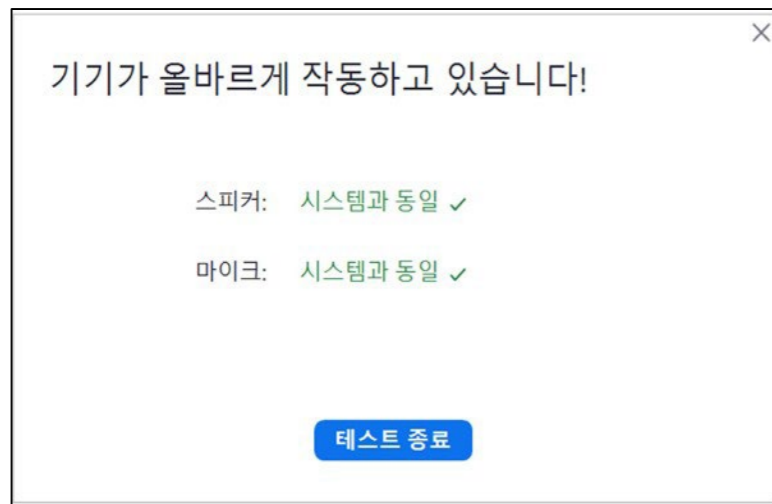 기기가 올바르게 작동하고 있습니다!
스피커: 시스템과 동일 ✓
마이크: 시스템과 동일 ✓
테스트 종료